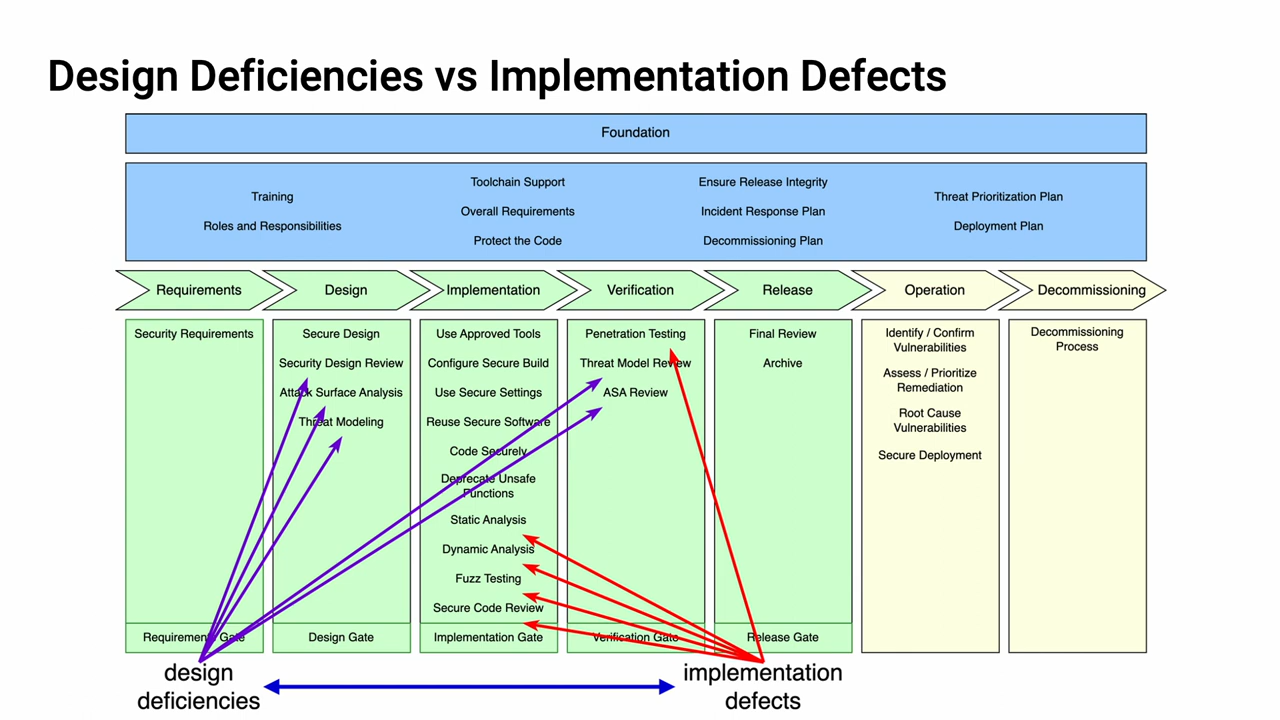 Design Deficiencies vs Implementation Defects
Foundation
Training
Roles and Responsibilities
Toolchain Support
Overall Requirements
Protect the Code
Ensure Release Integrity
Incident Response Plan
Decommissioning Plan
Threat Prioritization Plan
Deployment Plan
Requirements
Design
Implementation
Verification
Release
Operation
Decommissioning
Security Requirements
Requirements Gate
Secure Design
Security Design Review
Attack Surface Analysis
Threat Modeling
Design Gate
Use Approved Tools
Configure Secure Build
Use Secure Settings
Reuse Secure Software
Code Securely
Deprecate Unsafe
Functions
Static Analysis
Dynamic Analysis
Fuzz Testing
Secure Code Review
Implementation Gate
Penetration Testing
Threat Model Review
ASA Review
Verification Gate
Final Review
Archive
Release Gate
Identify / Confirm
Vulnerabilities
Assess / Prioritize
Remediation
Root Cause
Vulnerabilities
Secure Deployment
Decommissioning
Process
design
deficiencies
implementation
defects